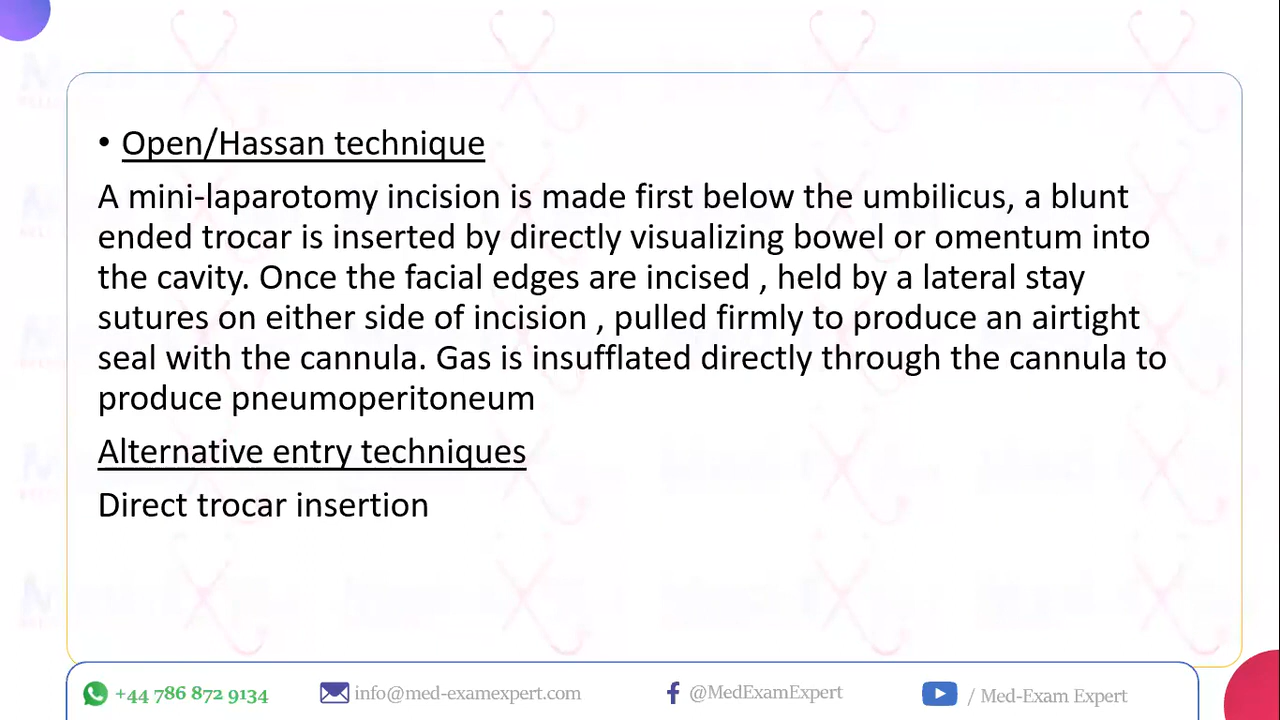 • Open/Hassan technique
A mini-laparotomy incision is made first below the umbilicus, a blunt
ended trocar is inserted by directly visualizing bowel or omentum into
the cavity. Once the facial edges are incised , held by a lateral stay
sutures on either side of incision , pulled firmly to produce an airtight
seal with the cannula. Gas is insufflated directly through the cannula to
produce pneumoperitoneum
Alternative entry techniques
Direct trocar insertion
+44 786 872 9134 info@med-examexpert.com @MedExamExpert / Med-Exam Expert